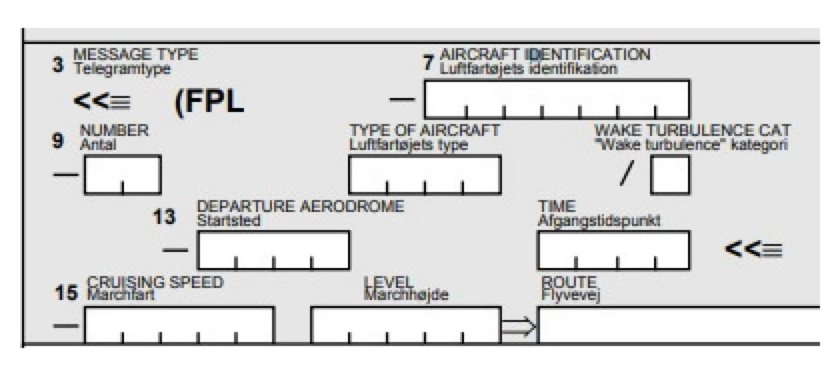 3 MESSAGE TYPE
Telegramtype
7 AIRCRAFT IDENTIFICATION
Luftfartøjets identifikation
<<≡ (FPL —
9 NUMBER
Antal
TYPE OF AIRCRAFT
Luftfartøjets type
WAKE TURBULENCE CAT
"Wake turbulence" kategori
— /
13 DEPARTURE AERODROME
Startsted
TIME
Afgangstidspunkt
— <<≡
15 CRUISING SPEED
Marchfart
LEVEL
Marchhøjde
ROUTE
Flyvevej
— ⇒